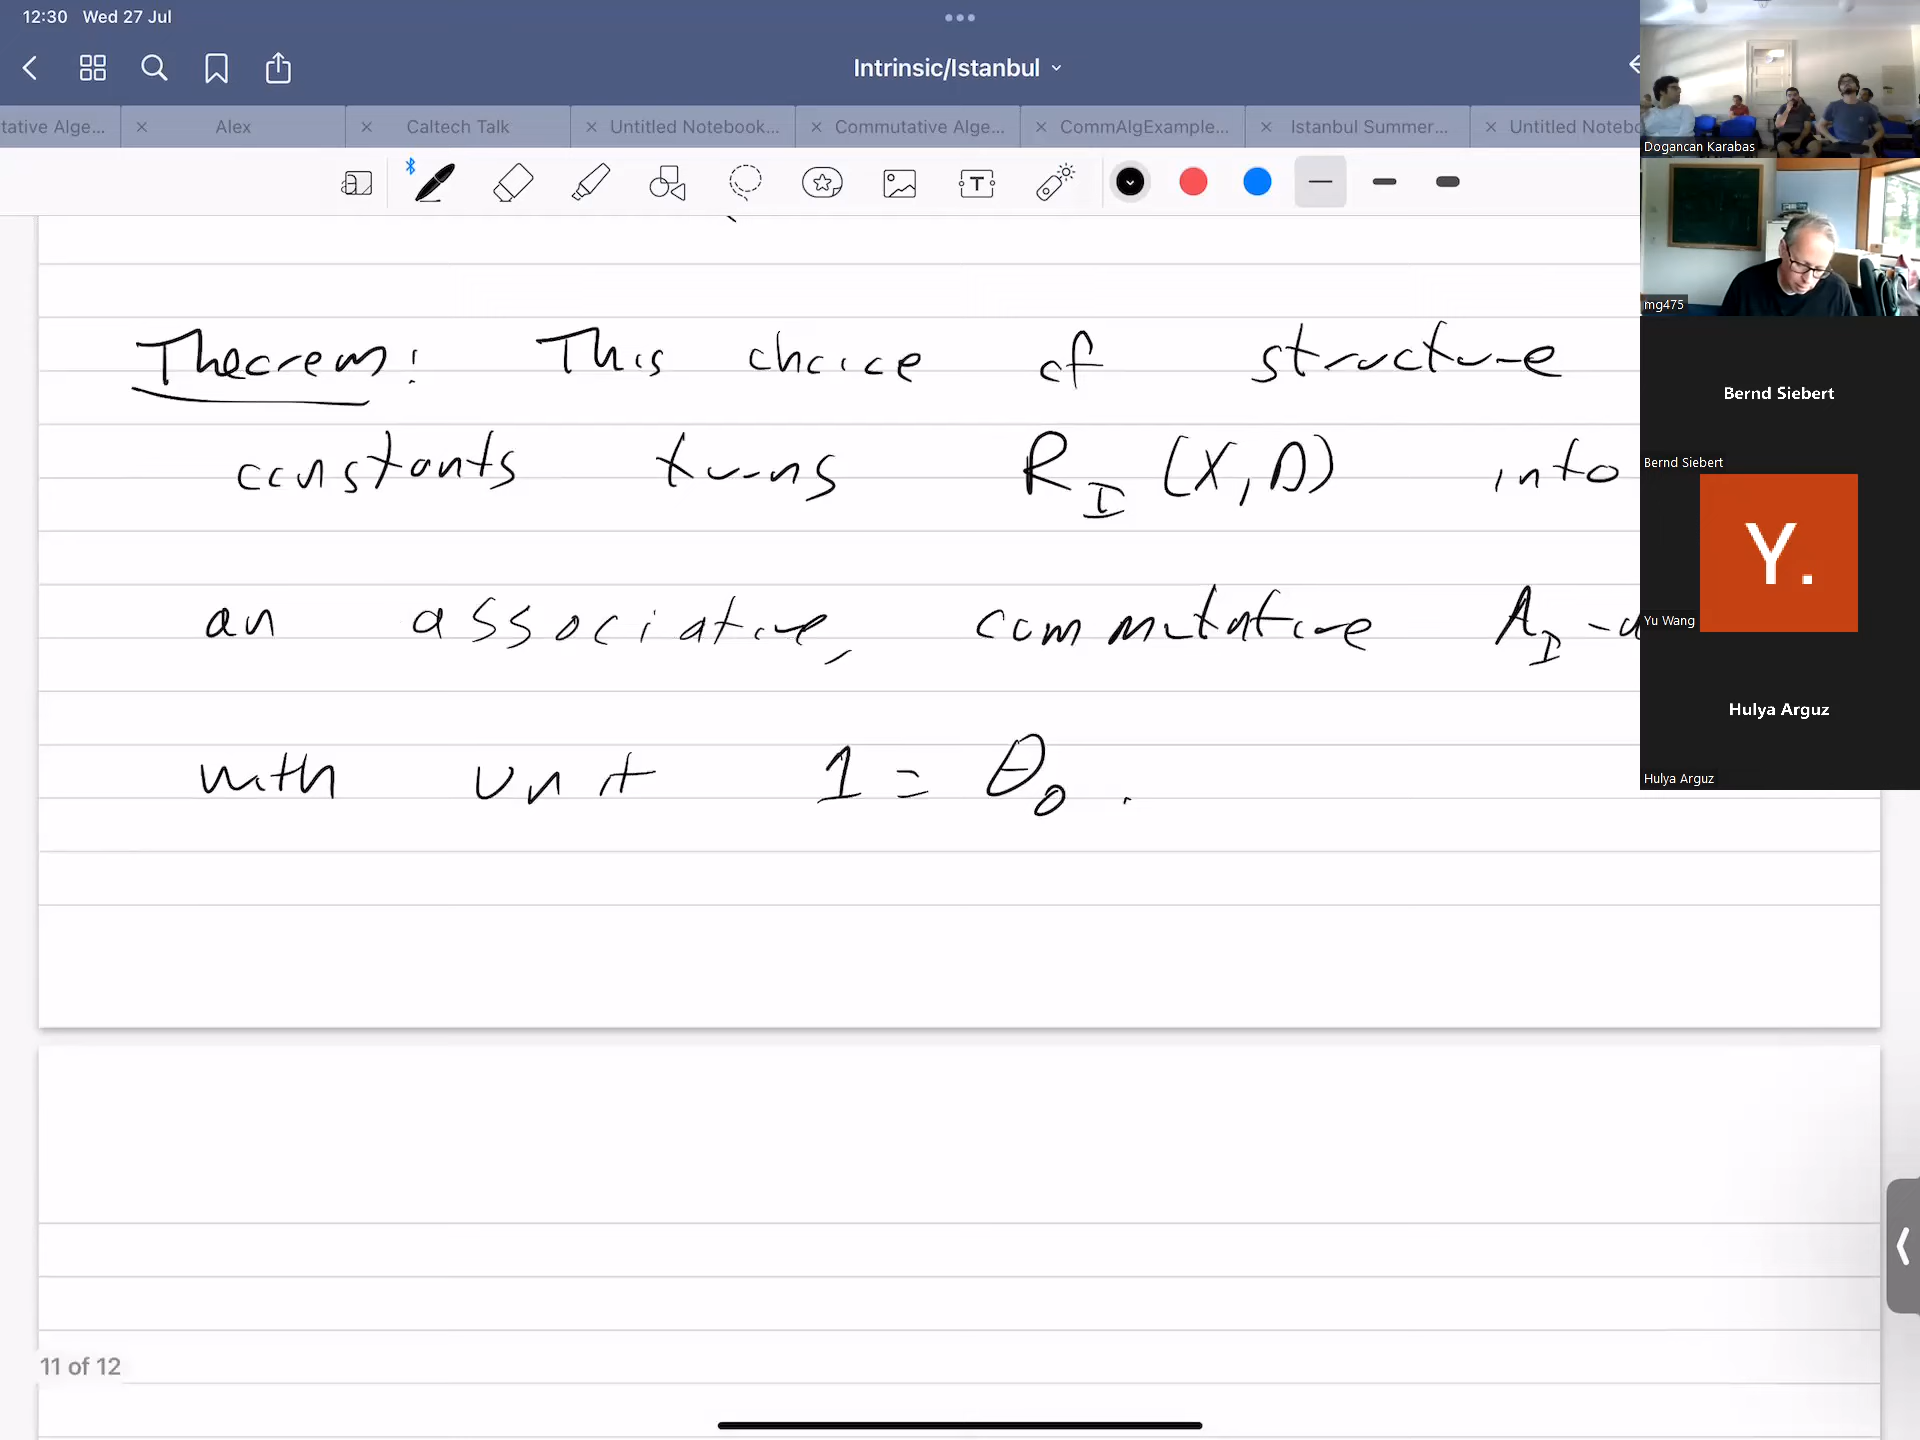 12:30 Wed 27 Jul
Intrinsic/Istanbul
tative Alge...
Alex
Caltech Talk
Untitled Notebook...
Commutative Alge...
CommAlgExample...
Istanbul Summer...
Untitled Notebo
Dogancan Karabas
mg475
Theorem: This choice of structure
constants turns R_I (X,D) into
an associative, commutative A_I -a
with unit 1 = θ_0 .
Bernd Siebert
Bernd Siebert
Y.
Yu Wang
Hulya Arguz
Hulya Arguz
11 of 12